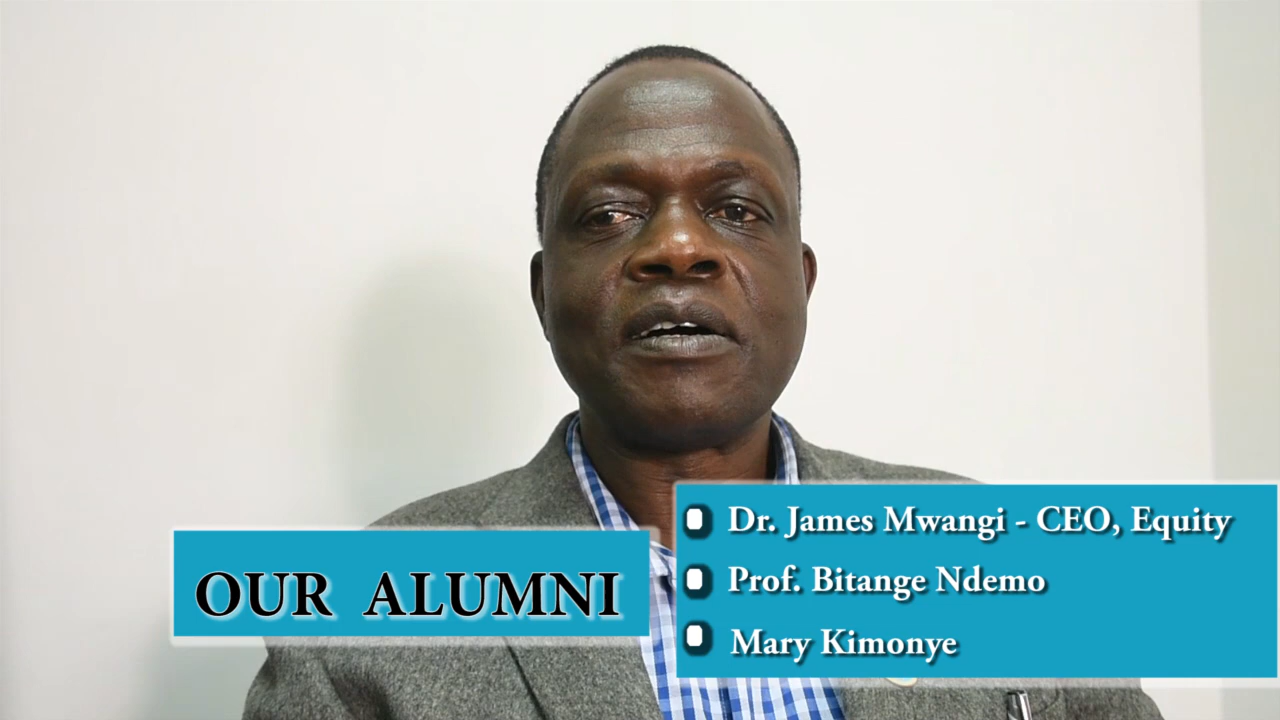 OUR ALUMNI
Dr. James Mwangi - CEO, Equity
Prof. Bitange Ndemo
Mary Kimonye